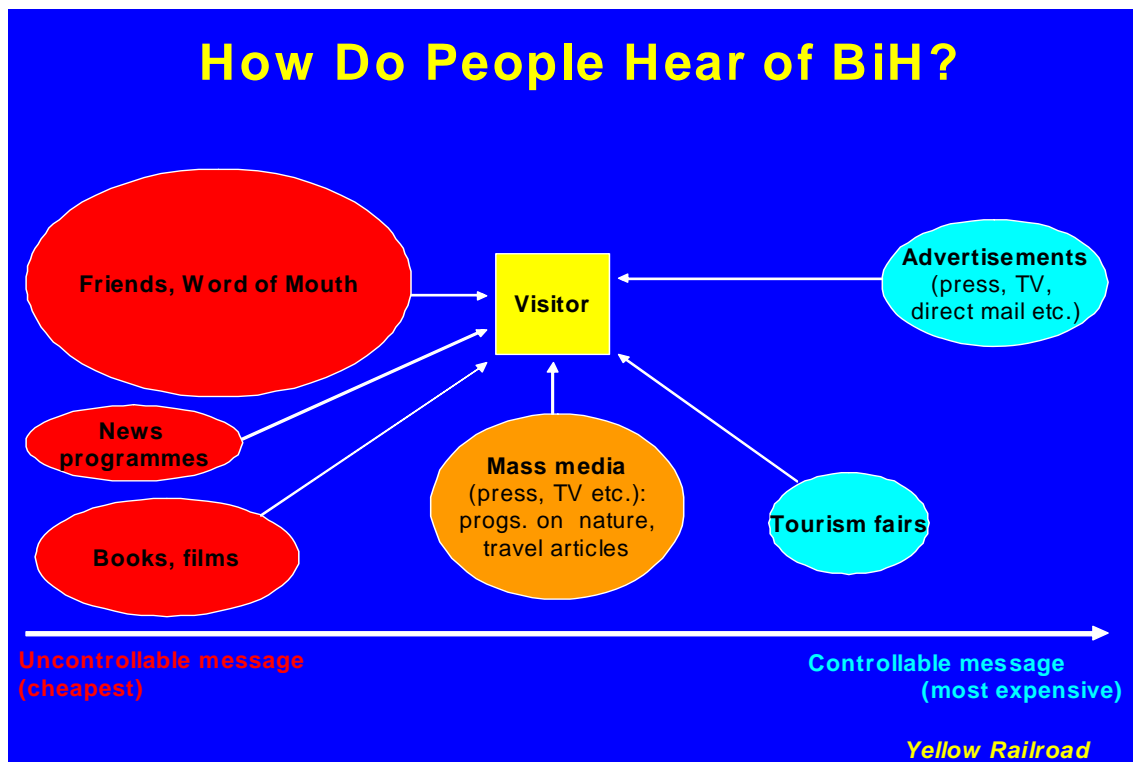 How Do People Hear of BiH?
Friends, Word of Mouth
Visitor
Advertisements
(press, TV,
direct mail etc.)
News
programmes
Mass media
(press, TV etc.):
progs. on nature,
travel articles
Tourism fairs
Books, films
Uncontrollable message
(cheapest)
Controllable message
(most expensive)
Yellow Railroad